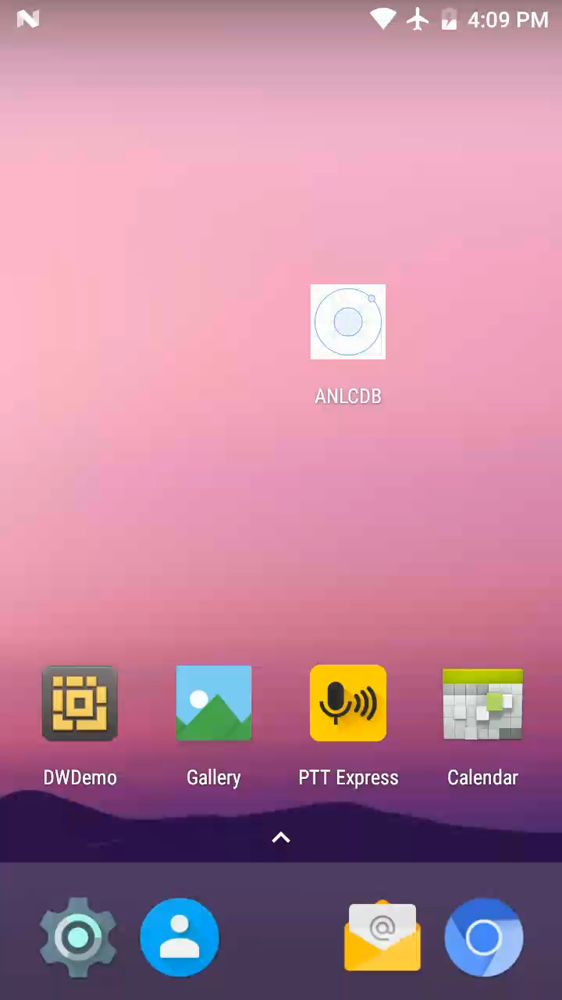 4:09 PM
ANLCDB
DWDemo
Gallery
PTT Express
Calendar
@